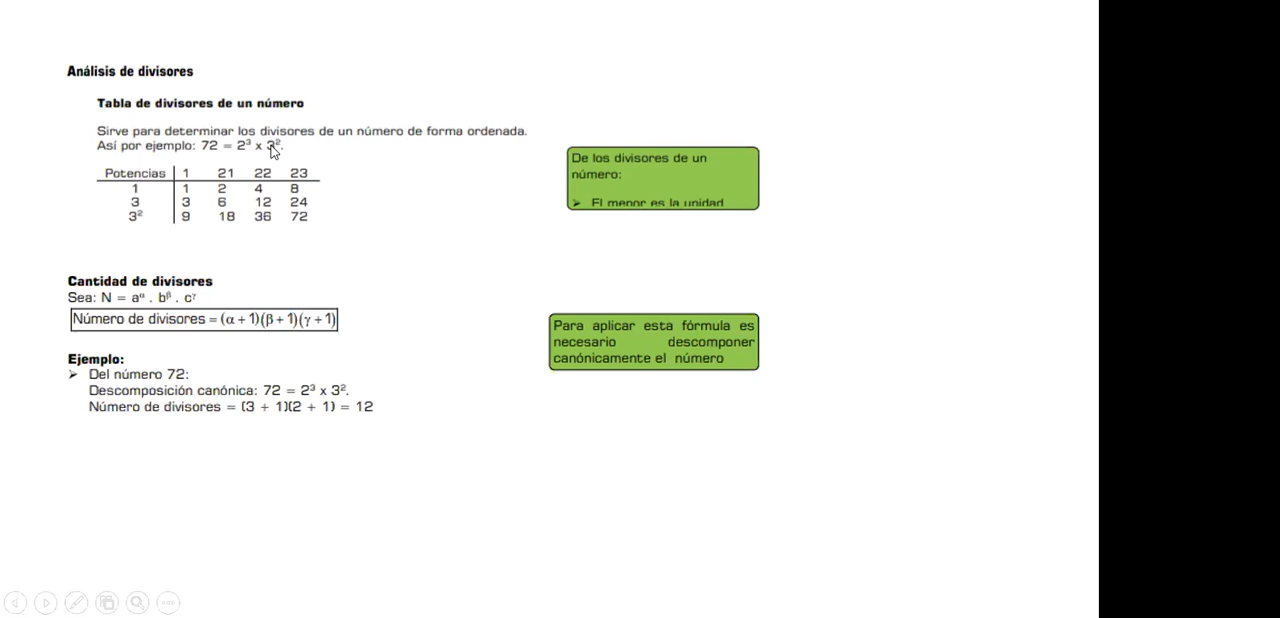 Análisis de divisores
Tabla de divisores de un número
Sirve para determinar los divisores de un número de forma ordenada.
Así por ejemplo: 72 = 2³ x 3².
Potencias 1 21 22 23
1 1 2 4 8
3 3 6 12 24
3² 9 18 36 72
De los divisores de un
número:
➢ El menor es la unidad
Cantidad de divisores
Sea: N = aᵅ . bᵝ . cᵞ
Número de divisores = (α + 1)(β + 1)(γ + 1)
Para aplicar esta fórmula es
necesario descomponer
canónicamente el número
Ejemplo:
➢ Del número 72:
Descomposición canónica: 72 = 2³ x 3².
Número de divisores = (3 + 1)(2 + 1) = 12